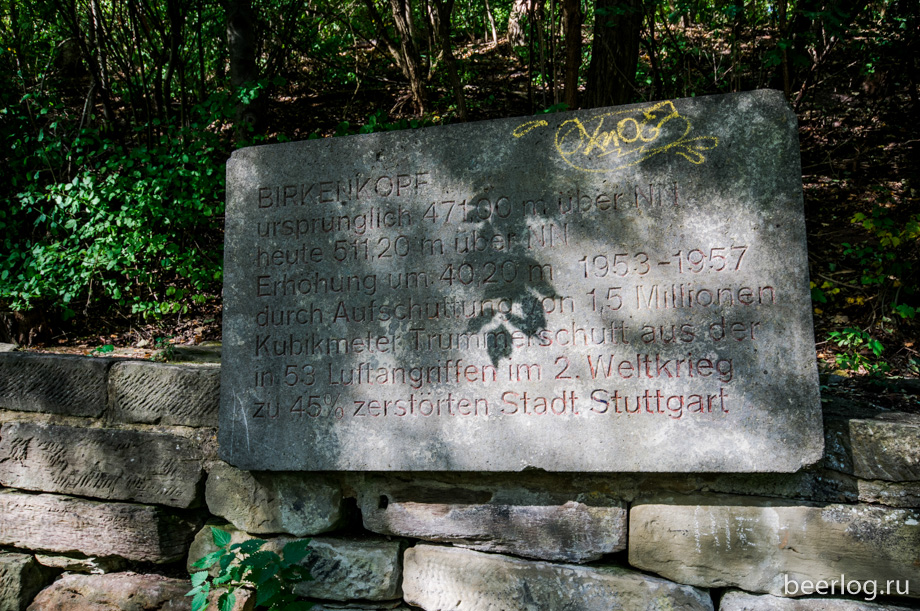 BIRKENKOPF
ursprünglich 471,00 m über NN
heute 511,20 m über NN
Erhöhung um 40,20 m 1953-1957
durch Aufschüttung von 1,5 Millionen
Kubikmeter Trümmerschutt aus der
in 53 Luftangriffen im 2. Weltkrieg
zu 45% zerstörten Stadt Stuttgart
beerlog.ru